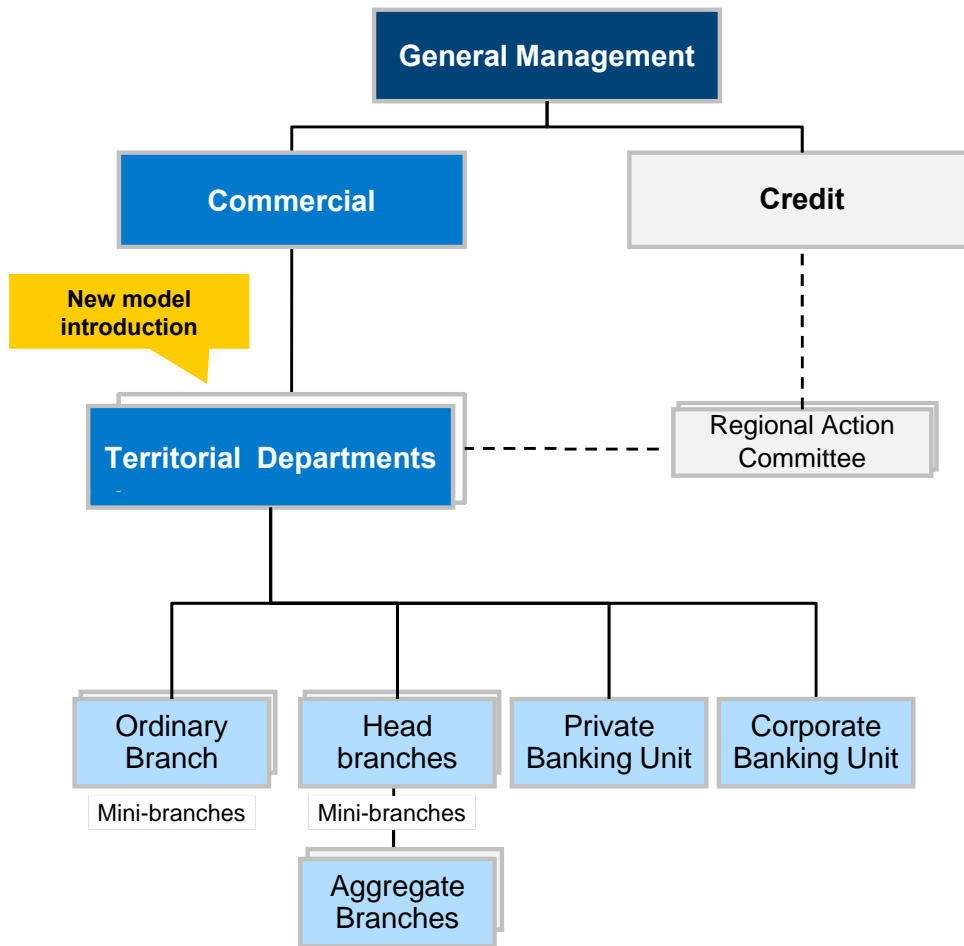 General Management
Commercial
Credit
New model
introduction
Territorial Departments
-
Regional Action
Committee
Ordinary
Branch
Head
branches
Private
Banking Unit
Corporate
Banking Unit
Mini-branches
Mini-branches
Aggregate
Branches